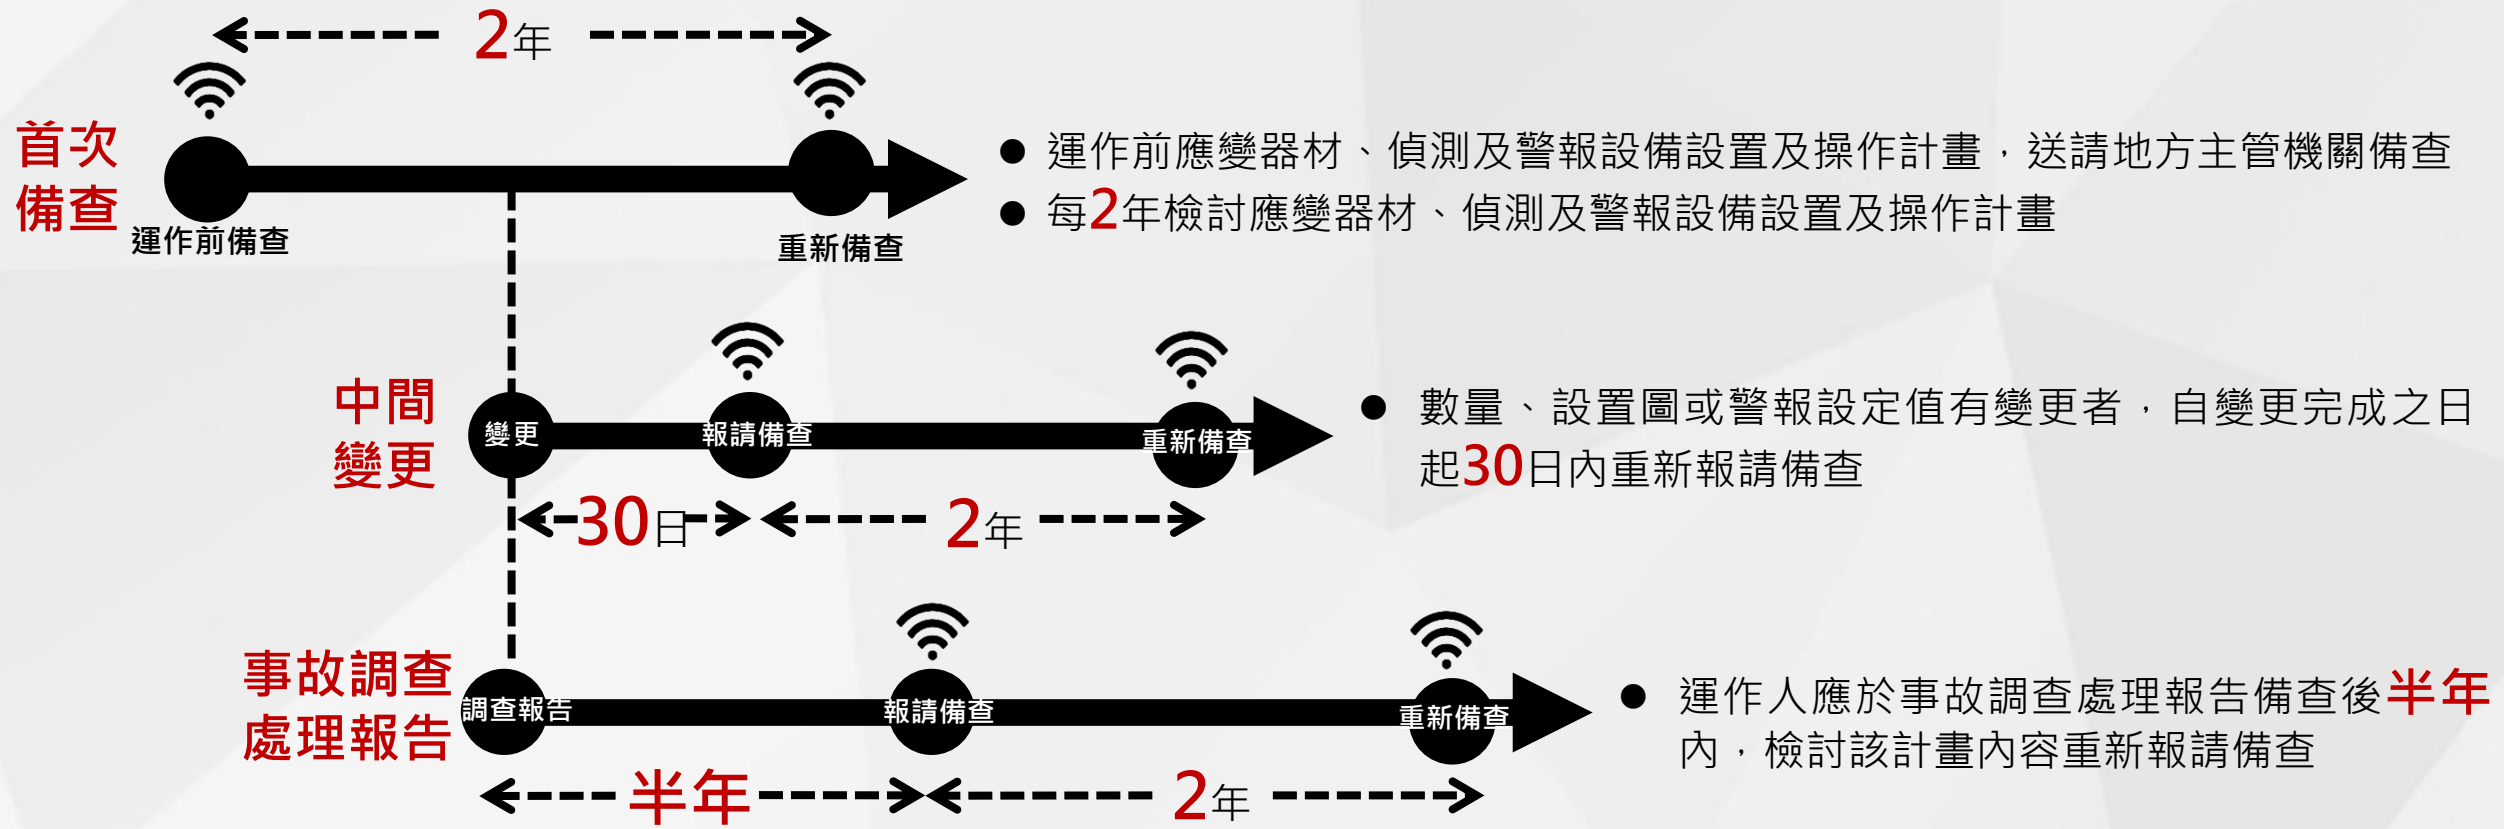 2年
首次
備查
運作前備查
重新備查
● 運作前應變器材、偵測及警報設備設置及操作計畫，送請地方主管機關備查
● 每2年檢討應變器材、偵測及警報設備設置及操作計畫
中間
變更
變更
報請備查
重新備查
30日
2年
● 數量、設置圖或警報設定值有變更者，自變更完成之日
起30日內重新報請備查
事故調查
處理報告
調查報告
報請備查
重新備查
半年
2年
● 運作人應於事故調查處理報告備查後半年
內，檢討該計畫內容重新報請備查